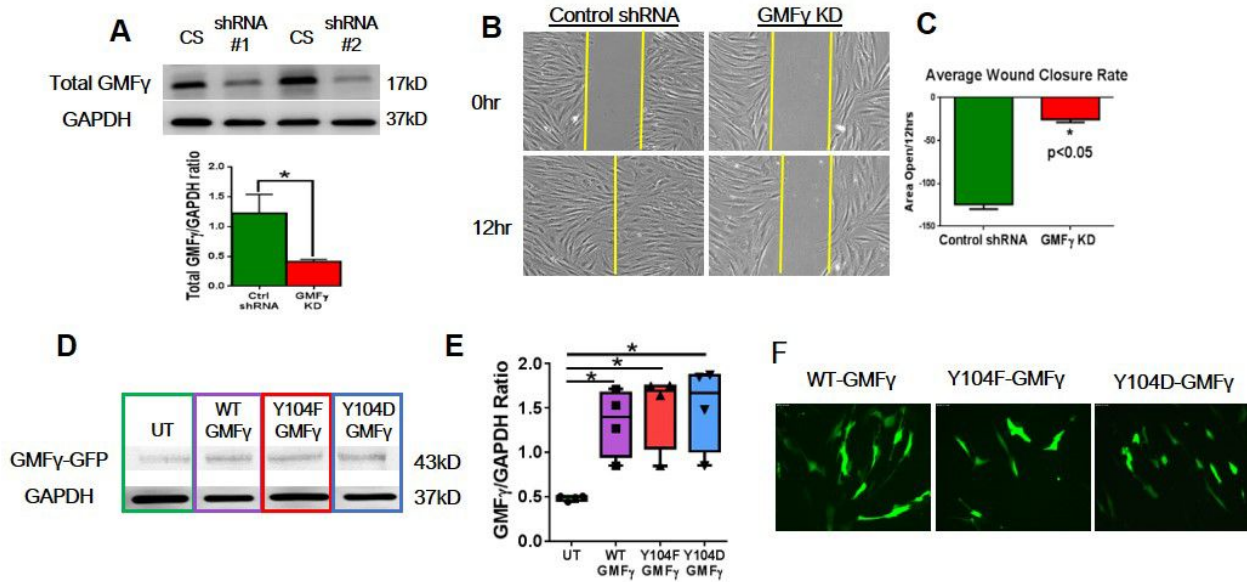 A
CS shRNA #1 CS shRNA #2
Total GMFγ 17kD
GAPDH 37kD
Total GMFγ/GAPDH ratio
2.0
1.5
1.0
0.5
0.0
*
Ctrl shRNA
GMFγ KD
B
Control shRNA GMFγ KD
0hr
12hr
C
Average Wound Closure Rate
Area Open/12hrs
0
-50
-100
-150
*
p<0.05
Control shRNA GMFγ KD
D
UT
WT GMFγ
Y104F GMFγ
Y104D GMFγ
GMFγ-GFP 43kD
GAPDH 37kD
E
GMFγ/GAPDH Ratio
2.0
1.5
1.0
0.5
0.0
*
*
*
UT
WT GMFγ
Y104F GMFγ
Y104D GMFγ
F
WT-GMFγ Y104F-GMFγ Y104D-GMFγ